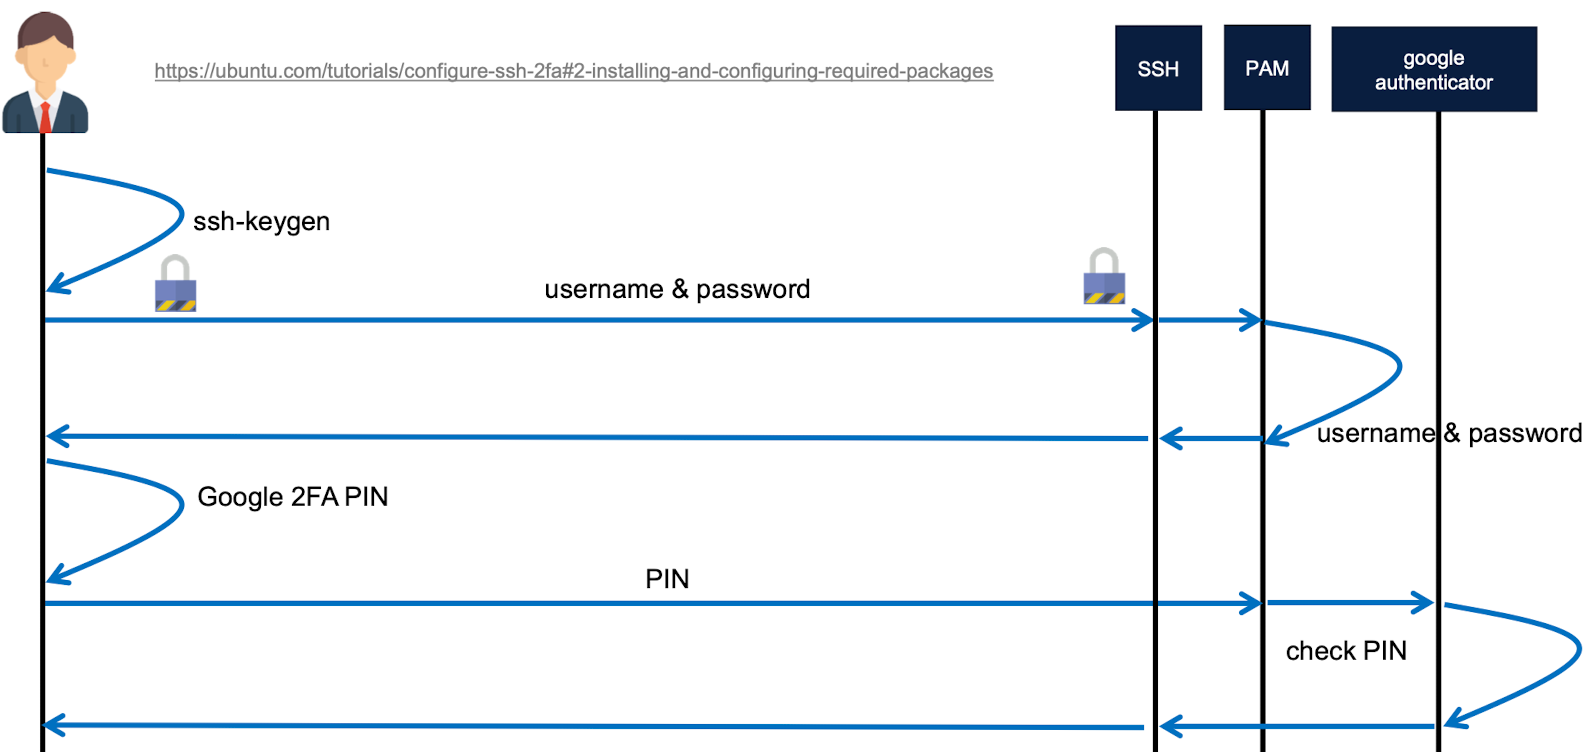 https://ubuntu.com/tutorials/configure-ssh-2fa#2-installing-and-configuring-required-packages
SSH
PAM
google
authenticator
ssh-keygen
username & password
username & password
Google 2FA PIN
PIN
check PIN